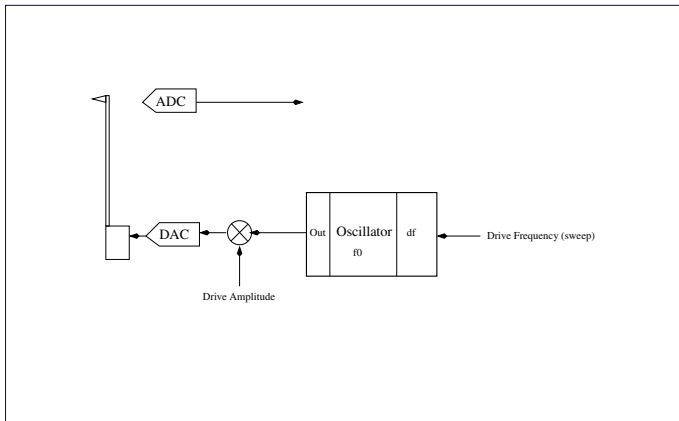 ADC
DAC
Out
Oscillator
f0
df
Drive Frequency (sweep)
Drive Amplitude